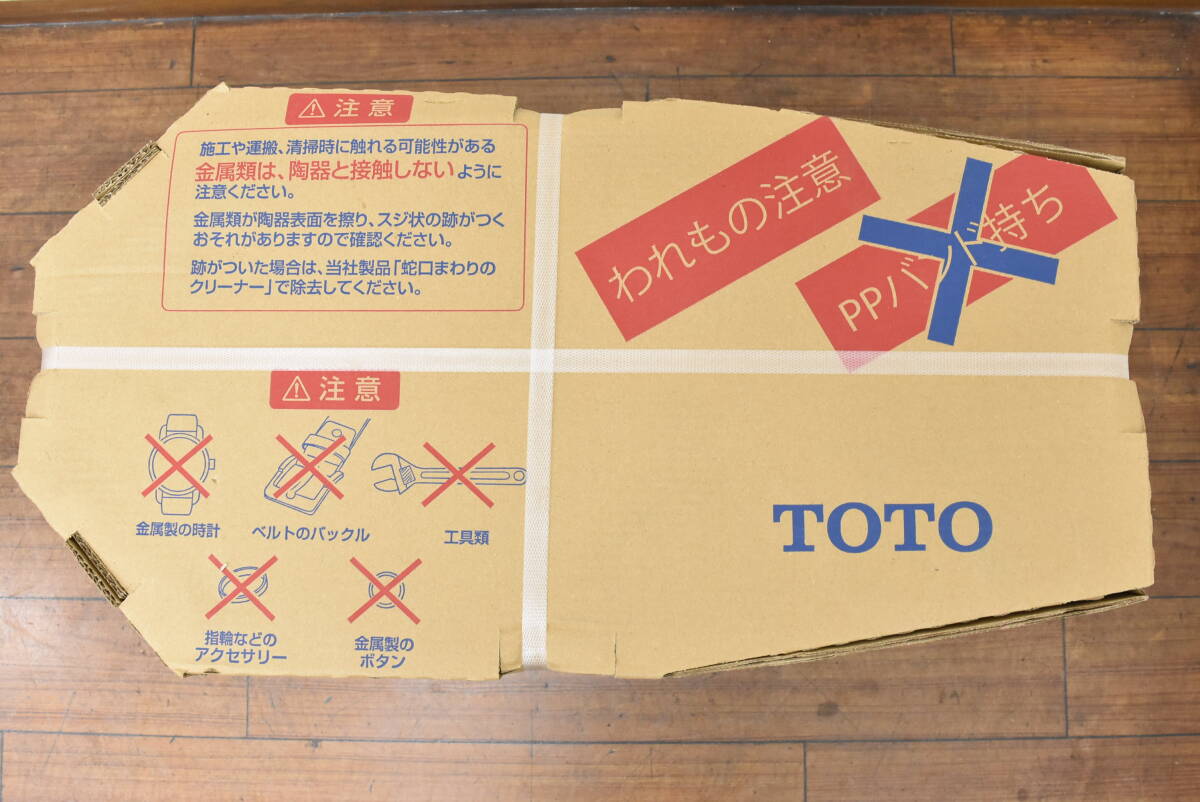 注意
施工や運搬、清掃時に触れる可能性がある
金属類は、陶器と接触しないように
注意ください。
金属類が陶器表面を擦り、スジ状の跡がつく
おそれがありますので確認ください。
跡がついた場合は、当社製品「蛇口まわりの
クリーナー」で除去してください。
われもの注意
PPバンド持ち
注意
金属製の時計
ベルトのバックル
工具類
指輪などの
アクセサリー
金属製の
ボタン
TOTO